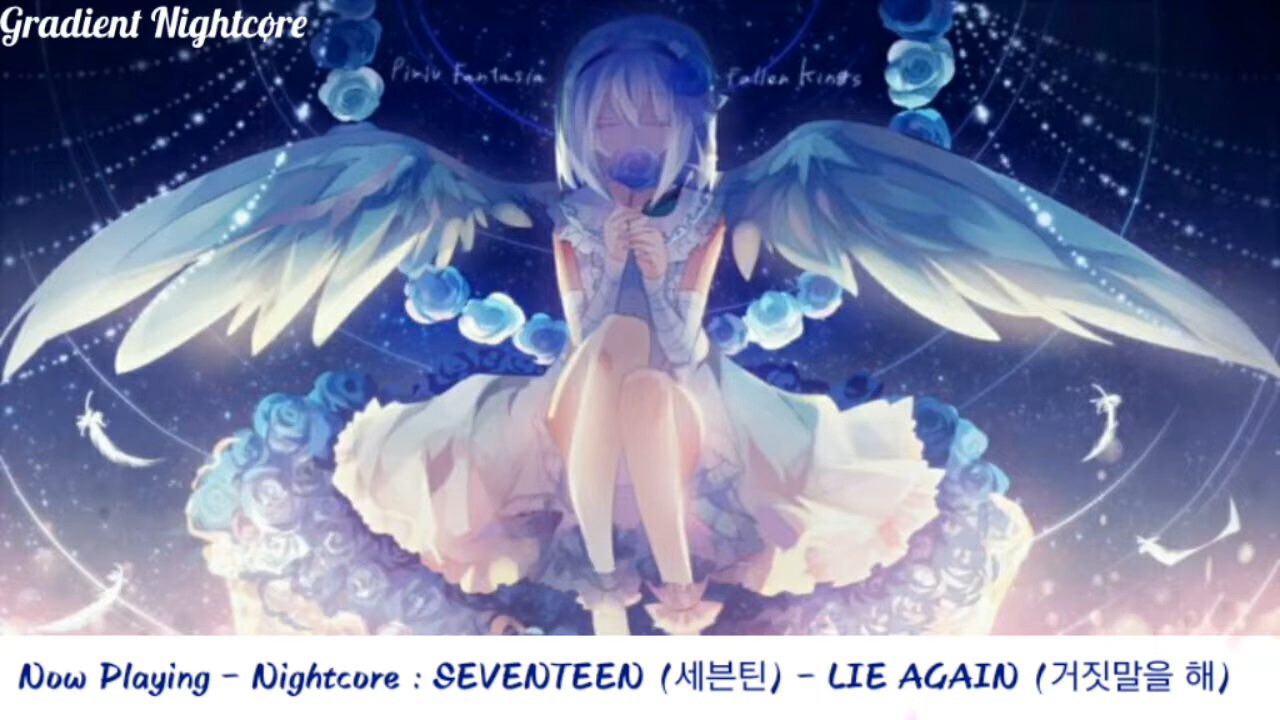 Gradient Nightcore
Pixiv Fantasia Fallen Kings
Now Playing - Nightcore : SEVENTEEN (세븐틴) - LIE AGAIN (거짓말을 해)